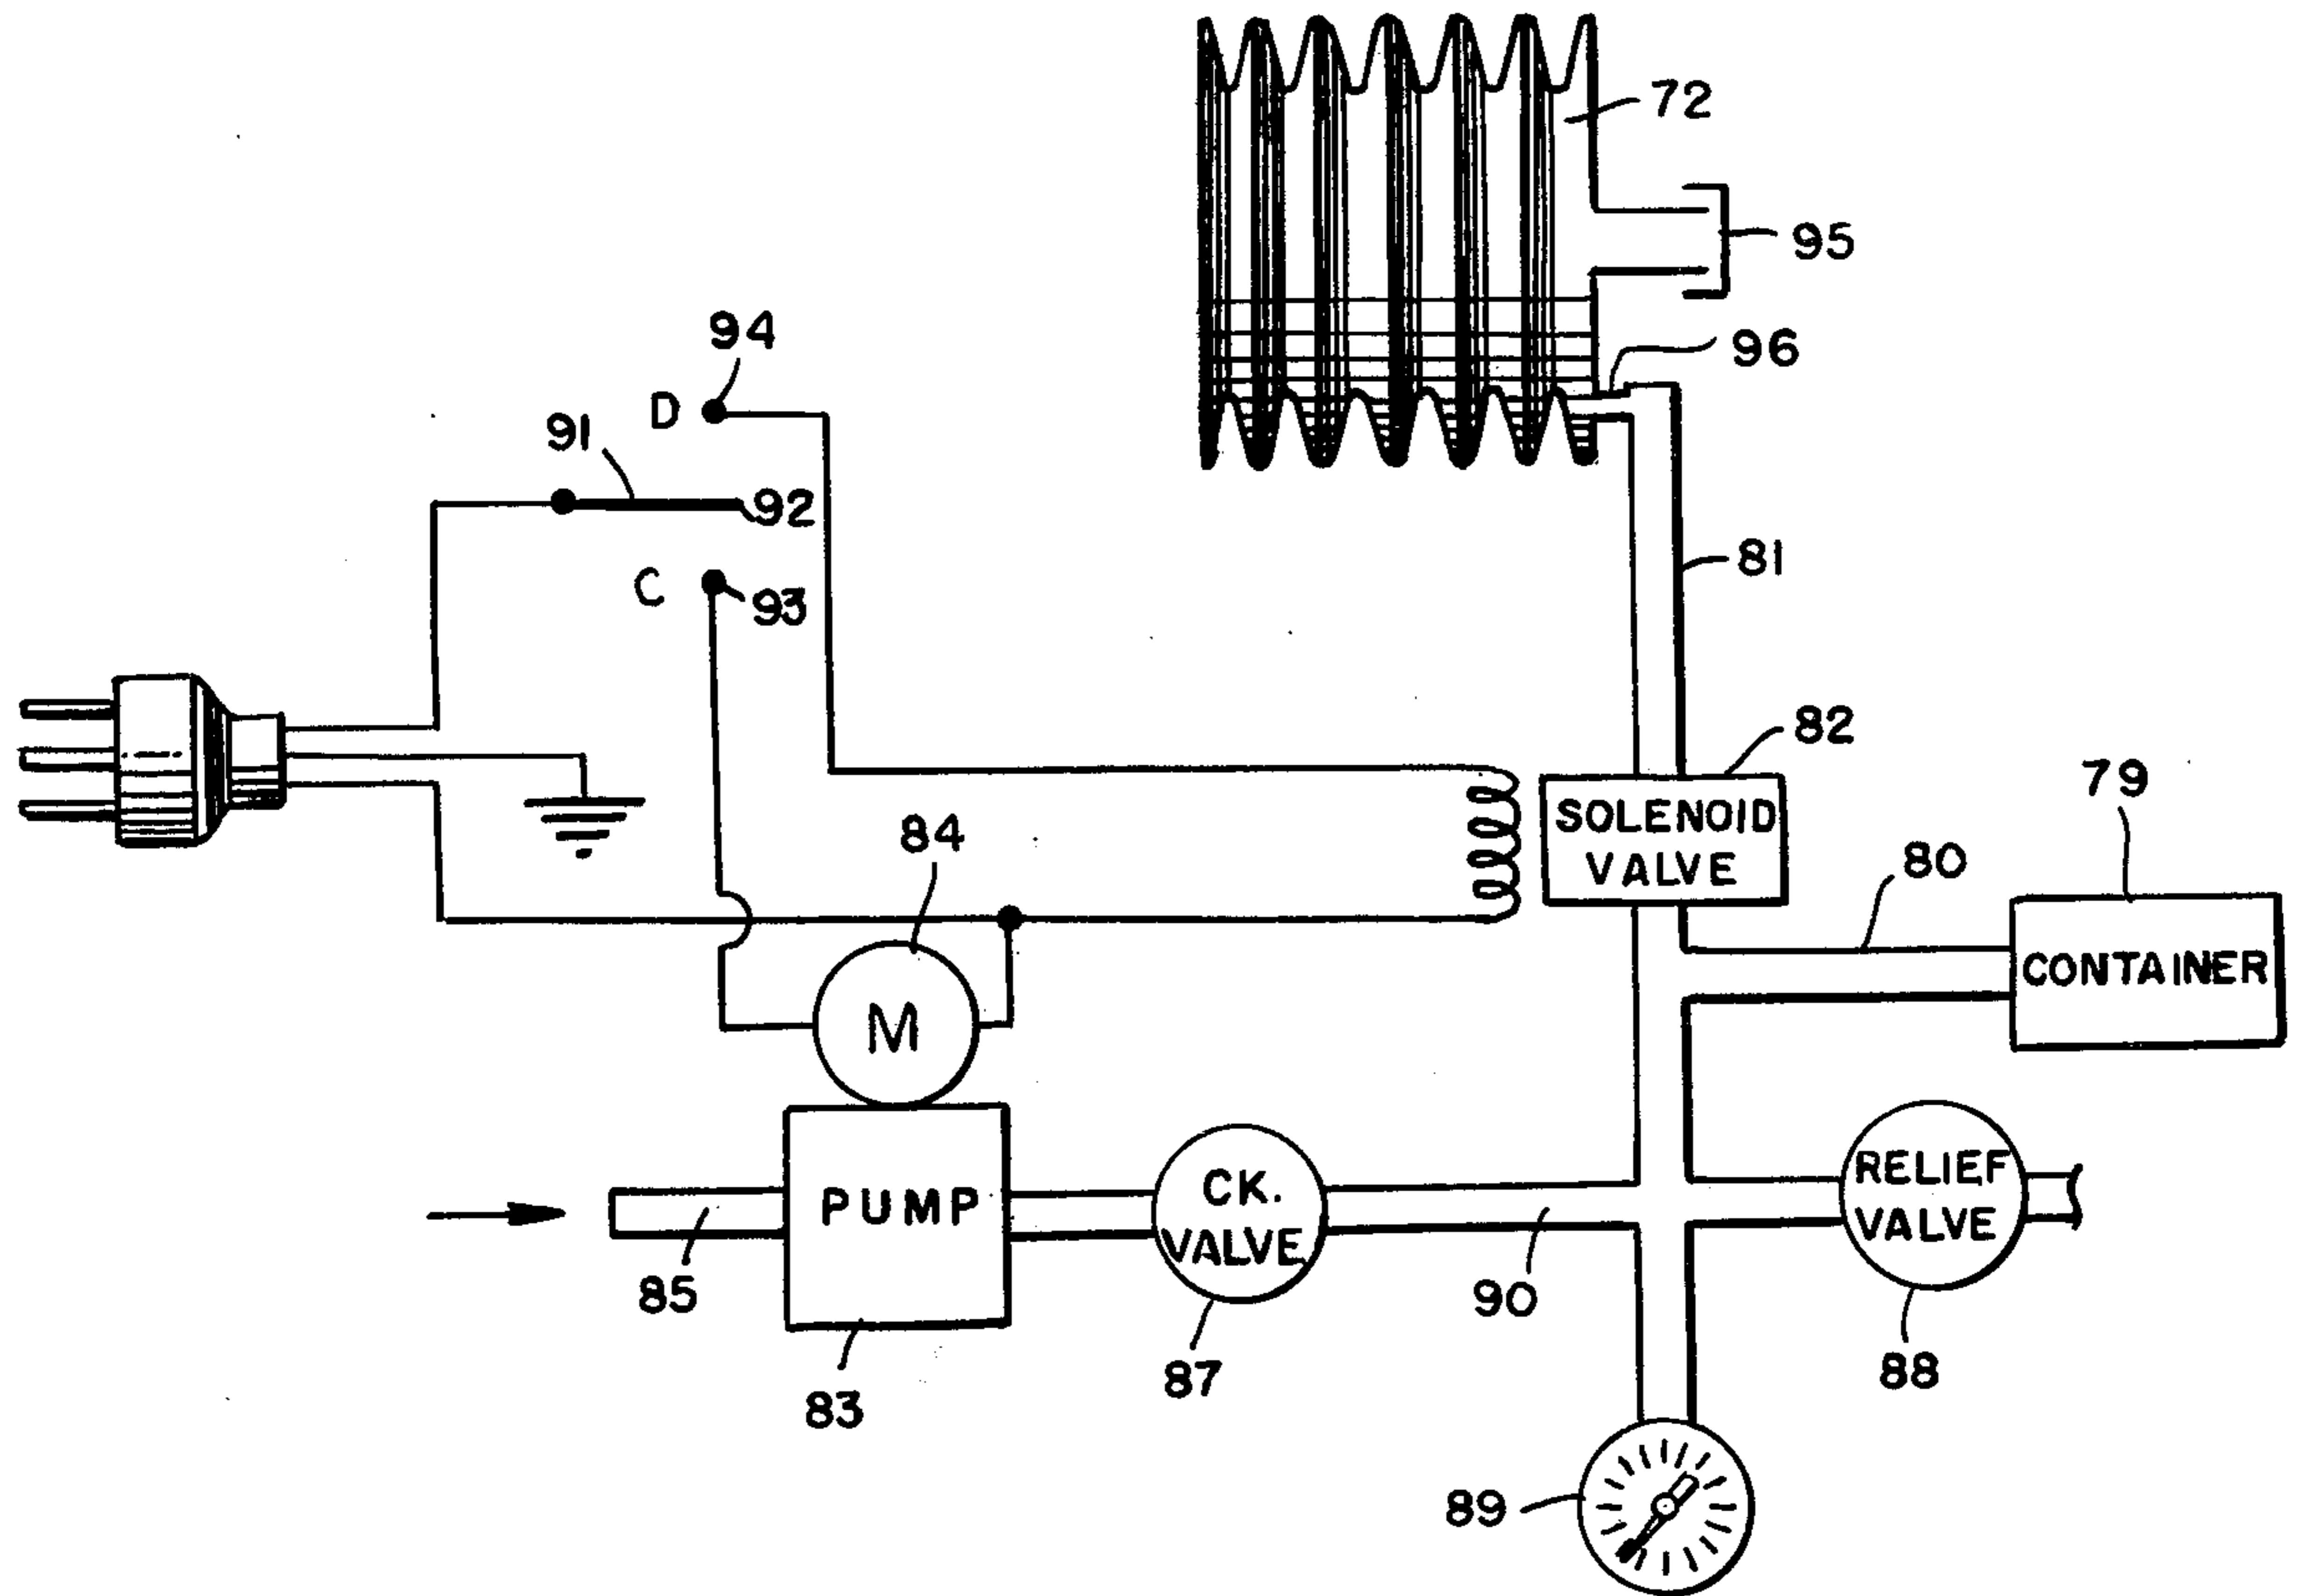 72
95
96
94
D
91
92
C
93
81
82
SOLENOID
VALVE
79
80
CONTAINER
84
M
PUMP
85
83
CK.
VALVE
87
90
RELIEF
VALVE
88
89